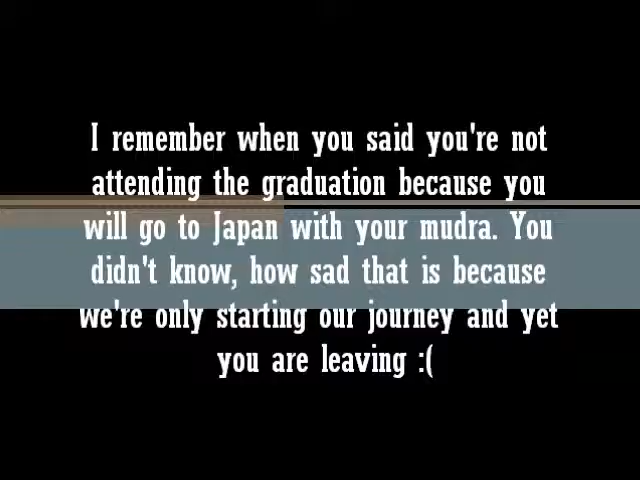 I remember when you said you're not
attending the graduation because you
will go to Japan with your mudra. You
didn't know, how sad that is because
we're only starting our journey and yet
you are leaving :(